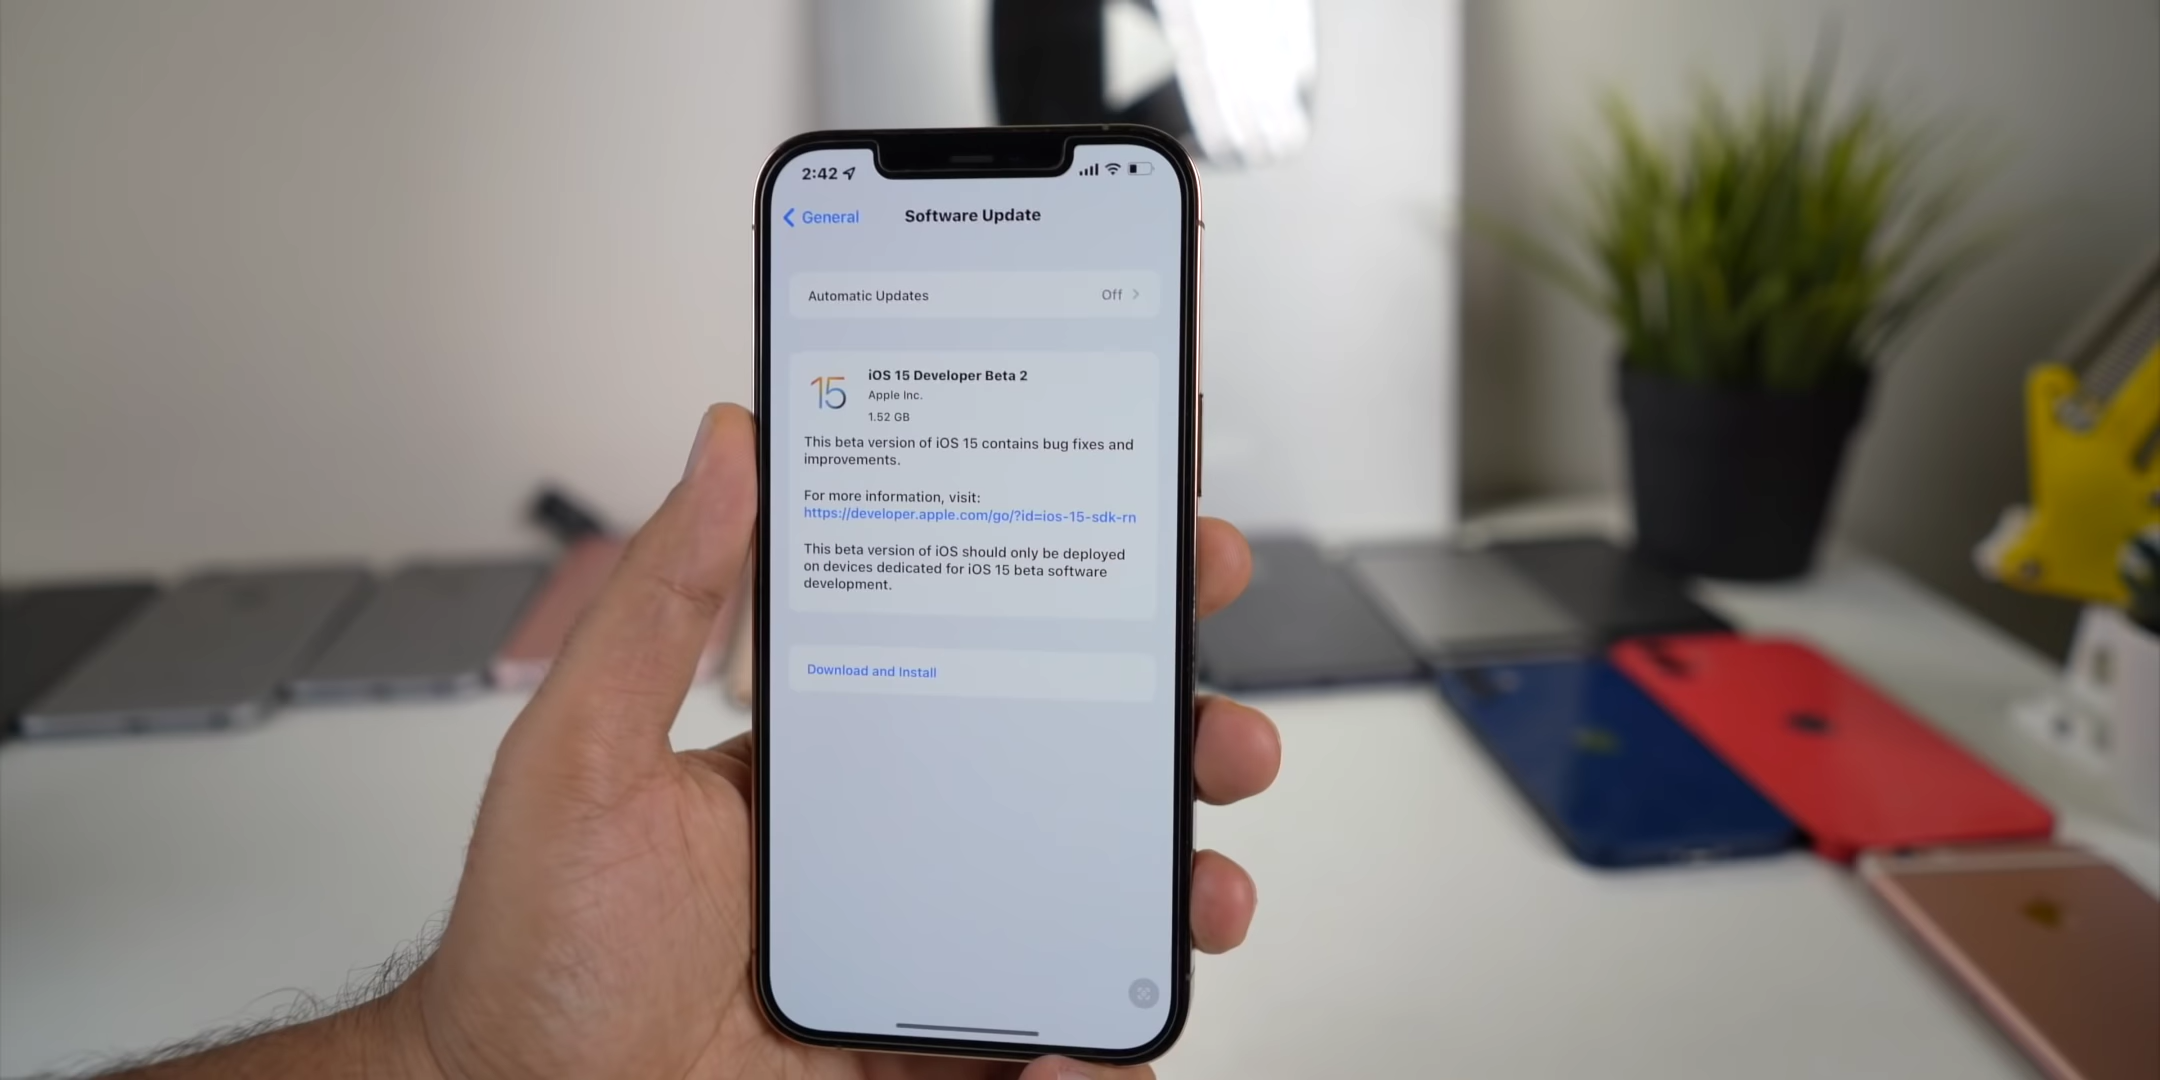 2:42
General
Software Update
Automatic Updates
Off
15
iOS 15 Developer Beta 2
Apple Inc.
1.52 GB
This beta version of iOS 15 contains bug fixes and
improvements.
For more information, visit:
https://developer.apple.com/go/?id=ios-15-sdk-rn
This beta version of iOS should only be deployed
on devices dedicated for iOS 15 beta software
development.
Download and Install